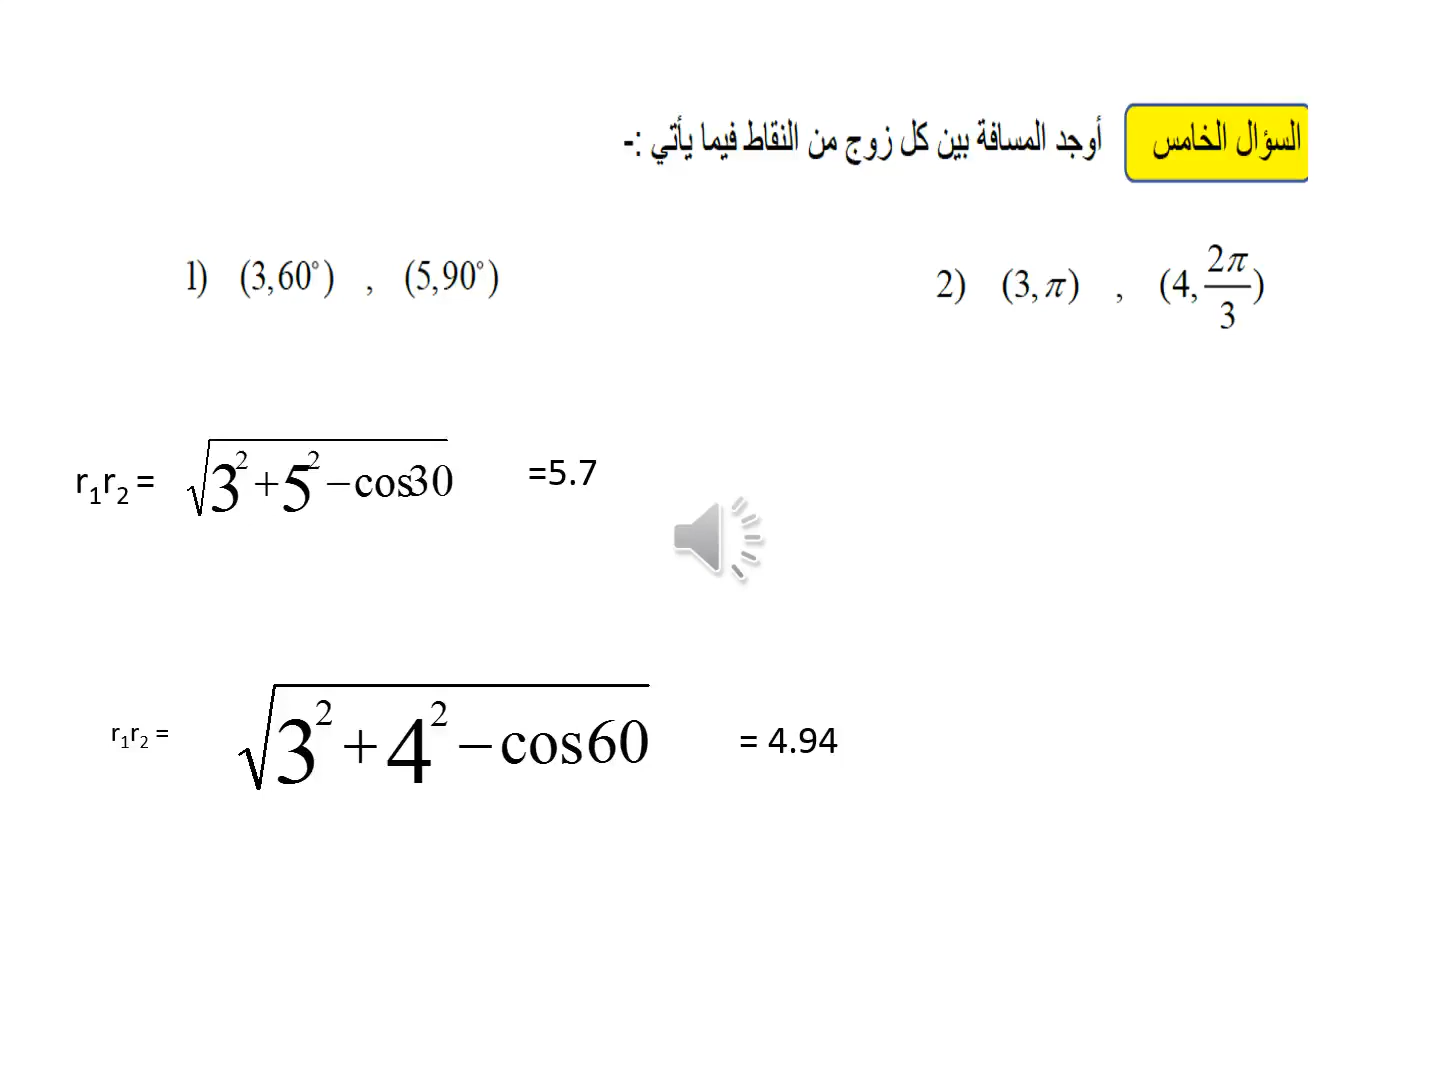 السؤال الخامس أوجد المسافة بين كل زوج من النقاط فيما يأتي :-
1) (3,60°) , (5,90°)
2) (3,π) , (4,2π/3)
r₁r₂ = √3²+5²−cos30 =5.7
r₁r₂ = √3²+4²−cos60 = 4.94